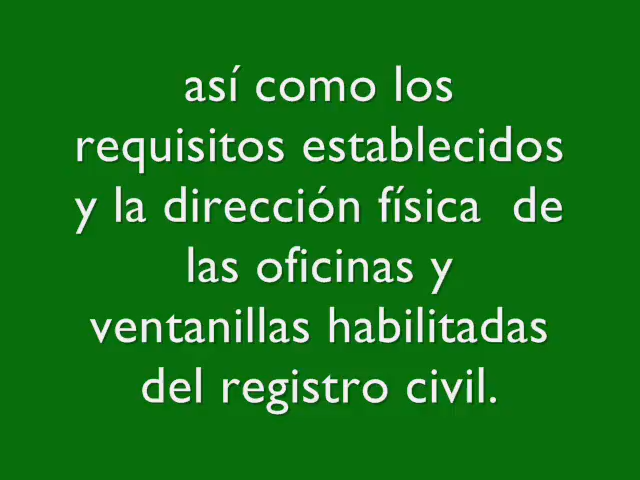 así como los
requisitos establecidos
y la dirección física  de
las oficinas y
ventanillas habilitadas
del registro civil.